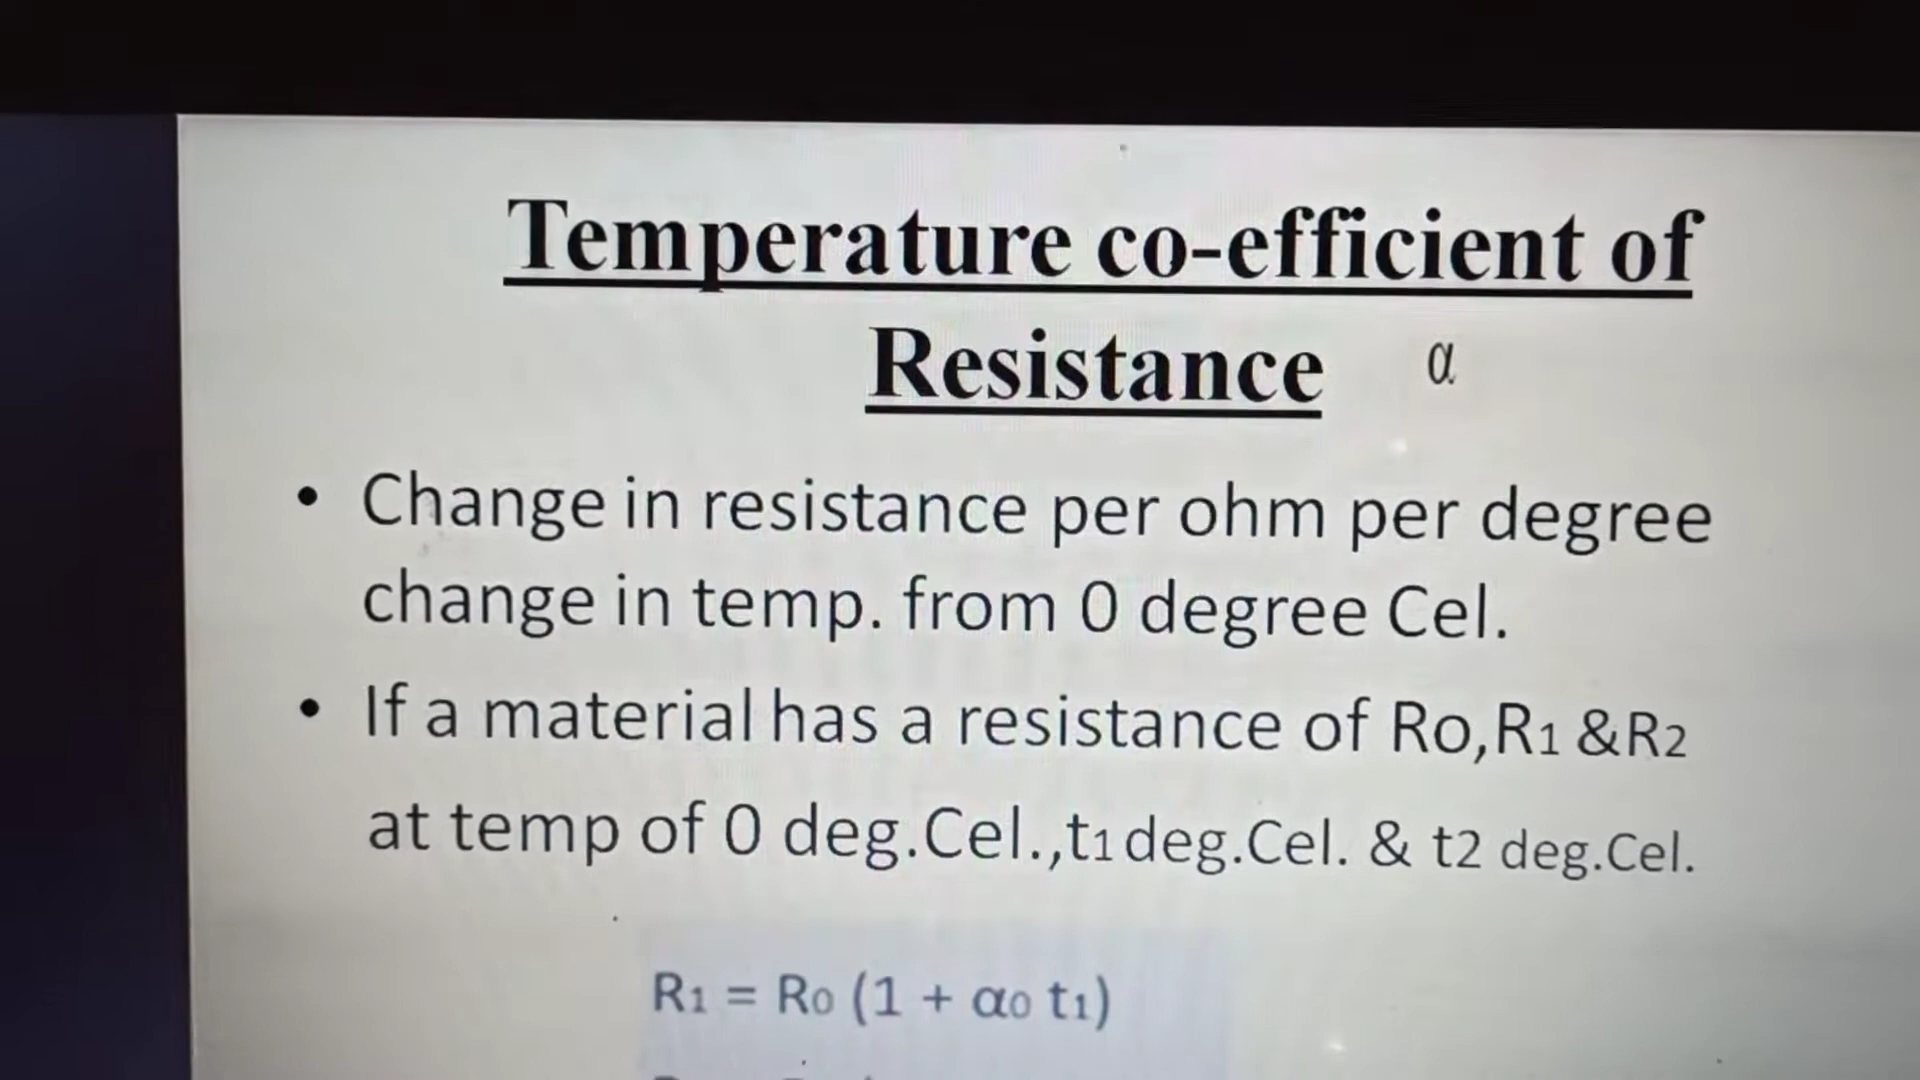 Temperature co-efficient of
Resistance α
• Change in resistance per ohm per degree
change in temp. from 0 degree Cel.
• If a material has a resistance of Ro,R1 &R2
at temp of 0 deg.Cel.,t1 deg.Cel. & t2 deg.Cel.
R1 = Ro (1 + αo t1)